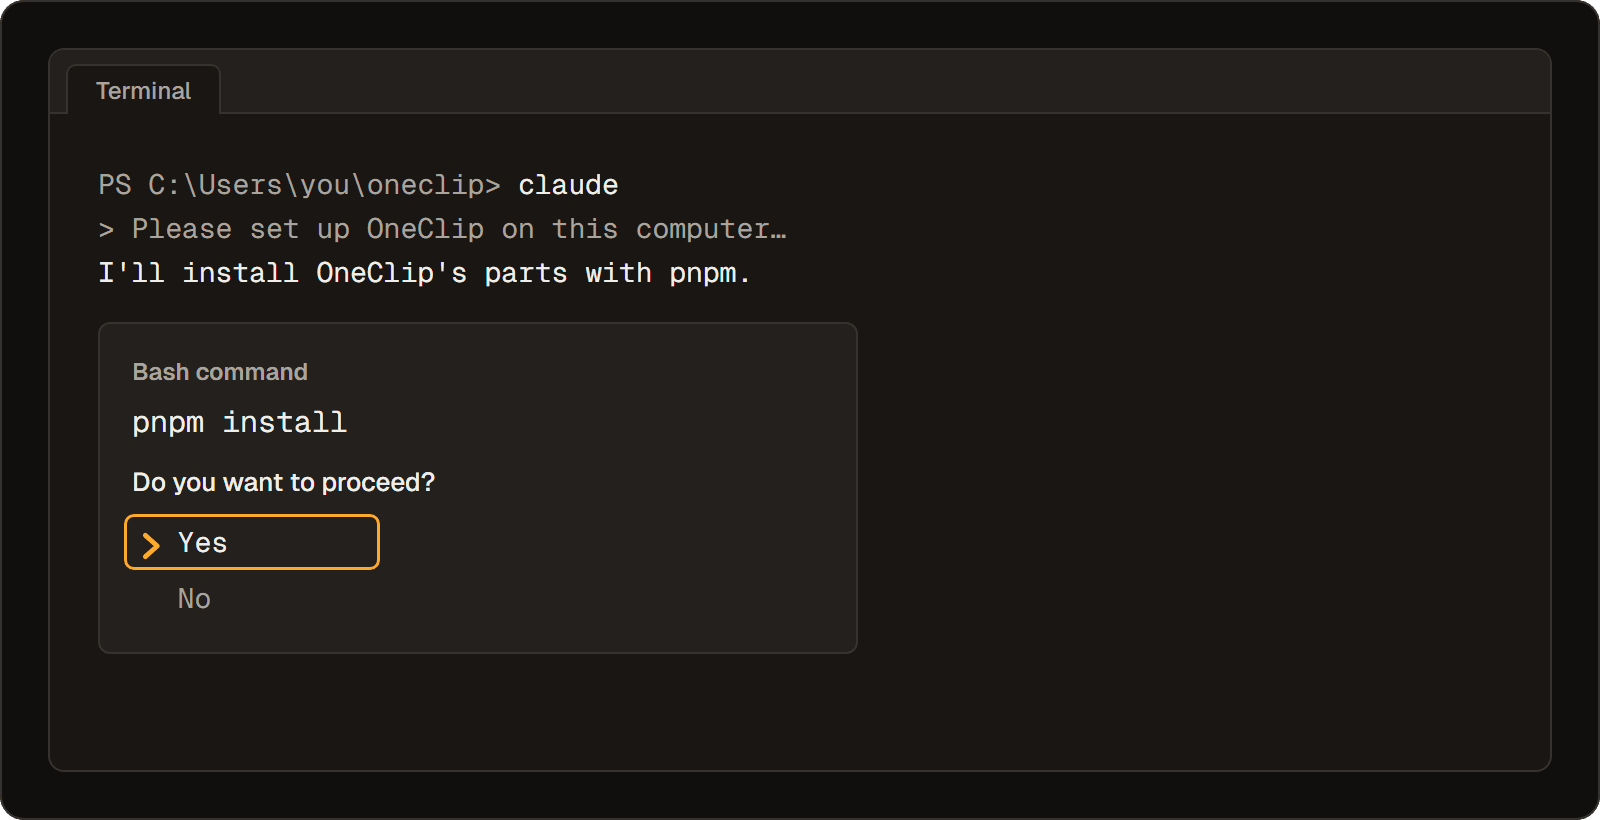 Terminal
PS C:\Users\you\oneclip> claude
> Please set up OneClip on this computer…
I'll install OneClip's parts with pnpm.
Bash command
pnpm install
Do you want to proceed?
Yes
No